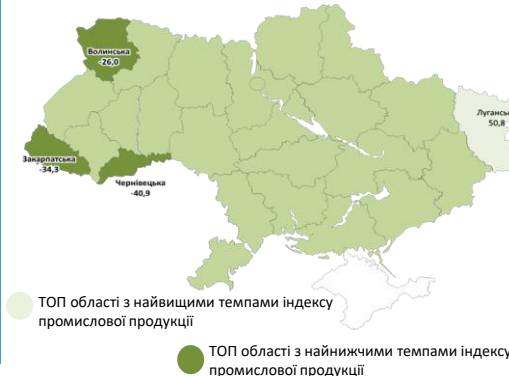 Волинська
-26,0
Луганськ
50,8
Закарпатська
-34,3
Чернівецька
-40,9
ТОП області з найвищими темпами індексу
промислової продукції
ТОП області з найнижчими темпами індексу
промислової продукції